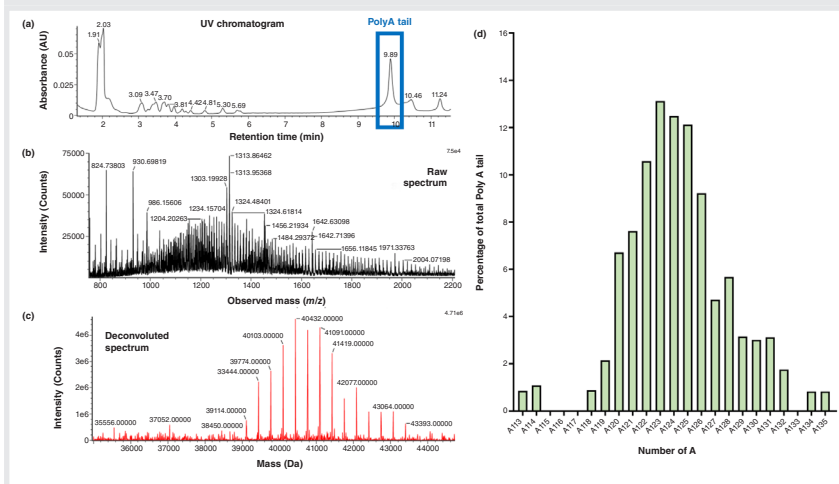 (a)
UV chromatogram
PolyA tail
Absorbance (AU)
0.05
0.025
0
1.91
2.03
3.09
3.47
3.70
3.81
4.42
4.81
5.30
5.69
9.89
10.46
11.24
2 3 4 5 6 7 8 9 10 11
Retention time (min)
(b)
7.5e4
Raw
spectrum
Intensity (Counts)
75000
50000
25000
824.73803
930.69819
986.15606
1204.20263
1234.15704
1303.19928
1313.86462
1313.95368
1324.48401
1324.61814
1456.21934
1484.29372
1642.63098
1642.71396
1656.11845
1971.33763
2004.07198
800 1000 1200 1400 1600 1800 2000 2200
Observed mass (m/z)
(c)
4.71e6
Deconvoluted
spectrum
Intensity (Counts)
4e6
3e6
2e6
1e6
0
35556.00000
37052.00000
38450.00000
39114.00000
33444.00000
39774.00000
40103.00000
40432.00000
41091.00000
41419.00000
42077.00000
43064.00000
43393.00000
36000 37000 38000 39000 40000 41000 42000 43000 44000
Mass (Da)
(d)
Percentage of total Poly A tail
16
14
12
10
8
6
4
2
0
A113 A114 A115 A116 A117 A118 A119 A120 A121 A122 A123 A124 A125 A126 A127 A128 A129 A130 A131 A132 A133 A134 A135
Number of A